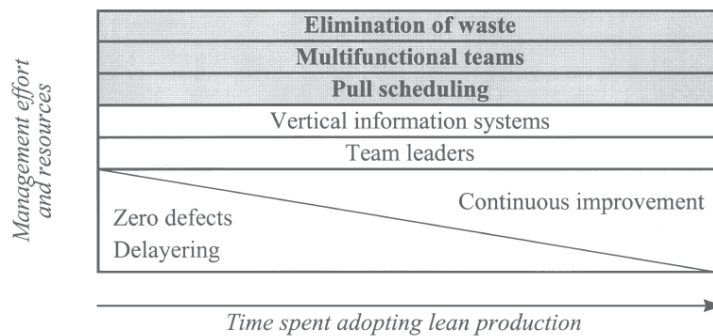 Elimination of waste
Multifunctional teams
Pull scheduling
Vertical information systems
Team leaders
Continuous improvement
Zero defects
Delayering
Management effort
and resources
Time spent adopting lean production